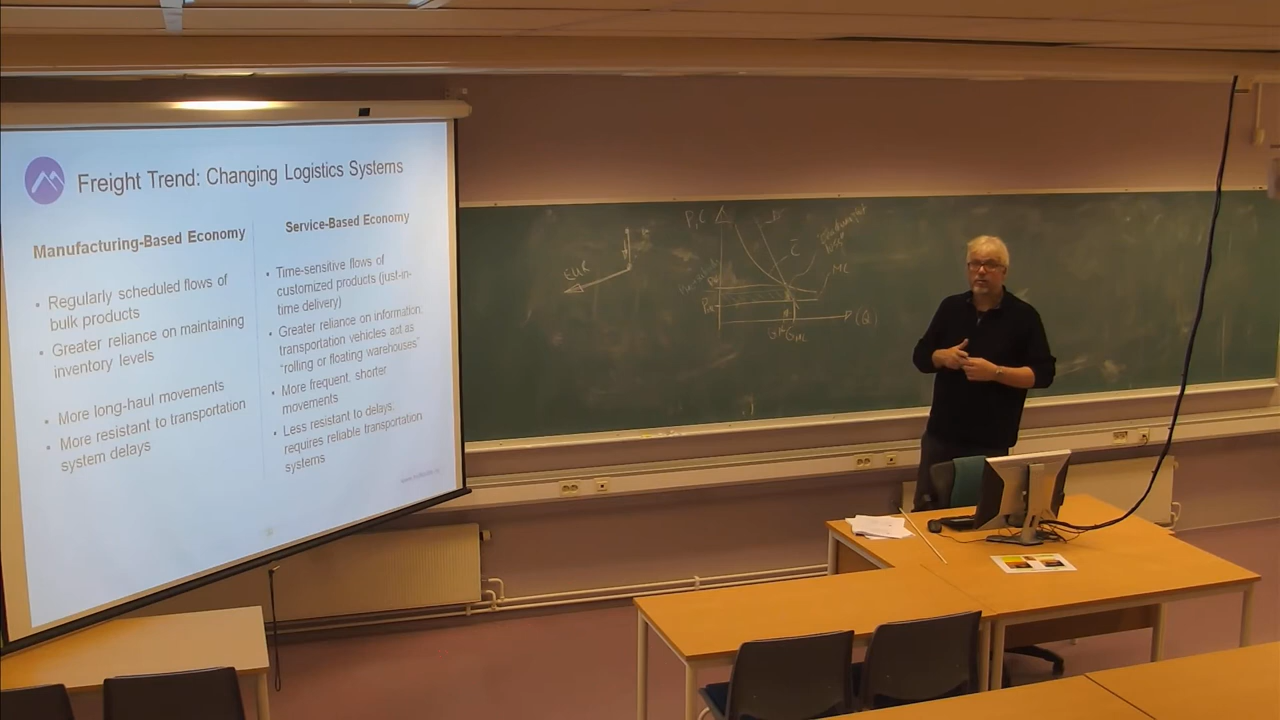 Freight Trend: Changing Logistics Systems
Manufacturing-Based Economy
• Regularly scheduled flows of
bulk products
• Greater reliance on maintaining
inventory levels
• More long-haul movements
• More resistant to transportation
system delays
Service-Based Economy
• Time-sensitive flows of
customized products (just-in-
time delivery)
• Greater reliance on information,
transportation vehicles act as
"rolling or floating warehouses"
• More frequent, shorter
movements
• Less resistant to delays;
requires reliable transportation
systems
EUR
P,C
D
C
MC
(Q)